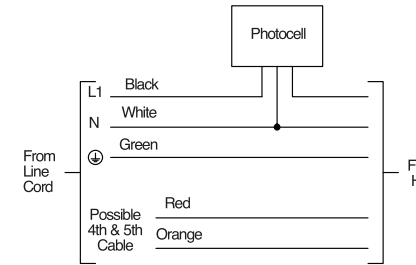 Photocell
L1 Black
N White
Green
From
Line
Cord
F
H
Red
Possible
4th & 5th
Cable
Orange